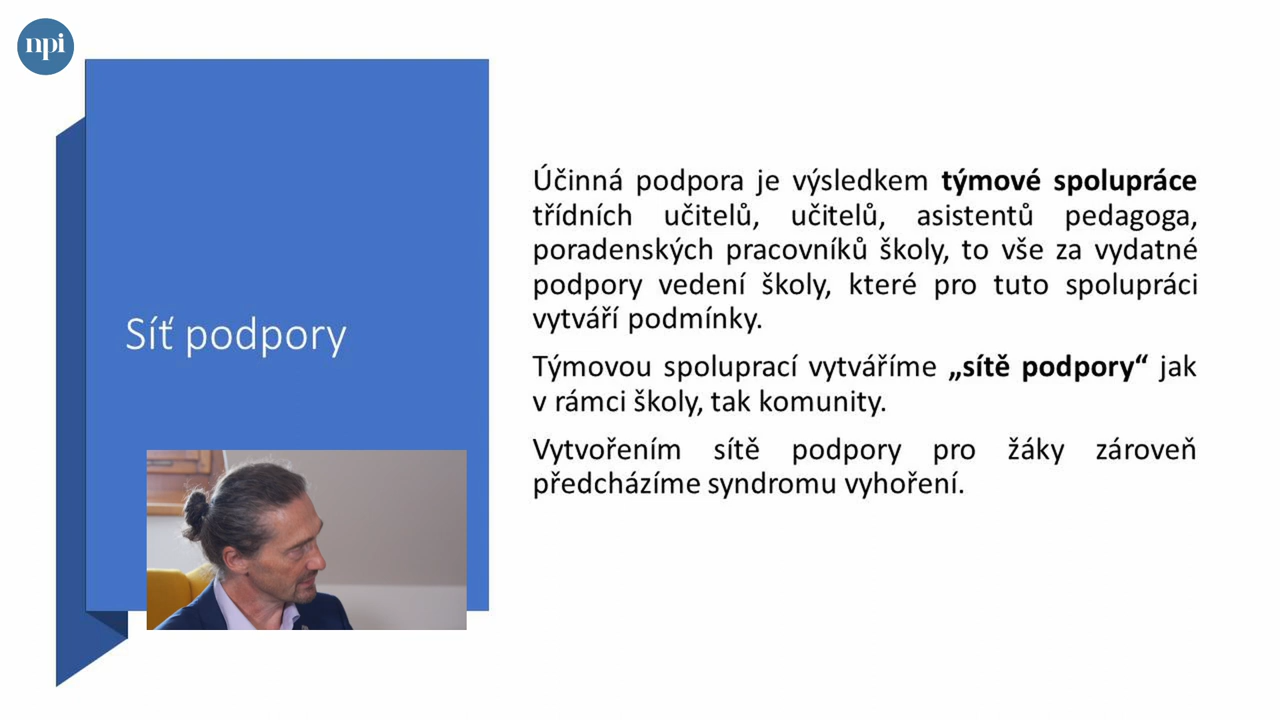 npi
Síť podpory
Účinná podpora je výsledkem týmové spolupráce
třídních učitelů, učitelů, asistentů pedagoga,
poradenských pracovníků školy, to vše za vydatné
podpory vedení školy, které pro tuto spolupráci
vytváří podmínky.
Týmovou spoluprací vytváříme „sítě podpory“ jak
v rámci školy, tak komunity.
Vytvořením sítě podpory pro žáky zároveň
předcházíme syndromu vyhoření.